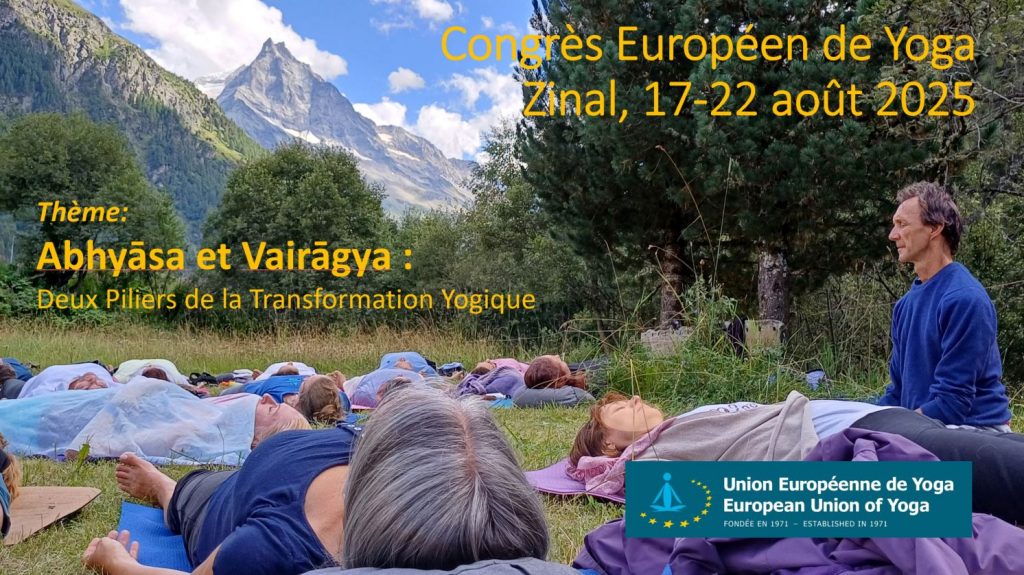 Congrès Européen de Yoga
Zinal, 17-22 août 2025
Thème:
Abhyāsa et Vairāgya :
Deux Piliers de la Transformation Yogique
Union Européenne de Yoga
European Union of Yoga
FONDÉE EN 1971 – ESTABLISHED IN 1971